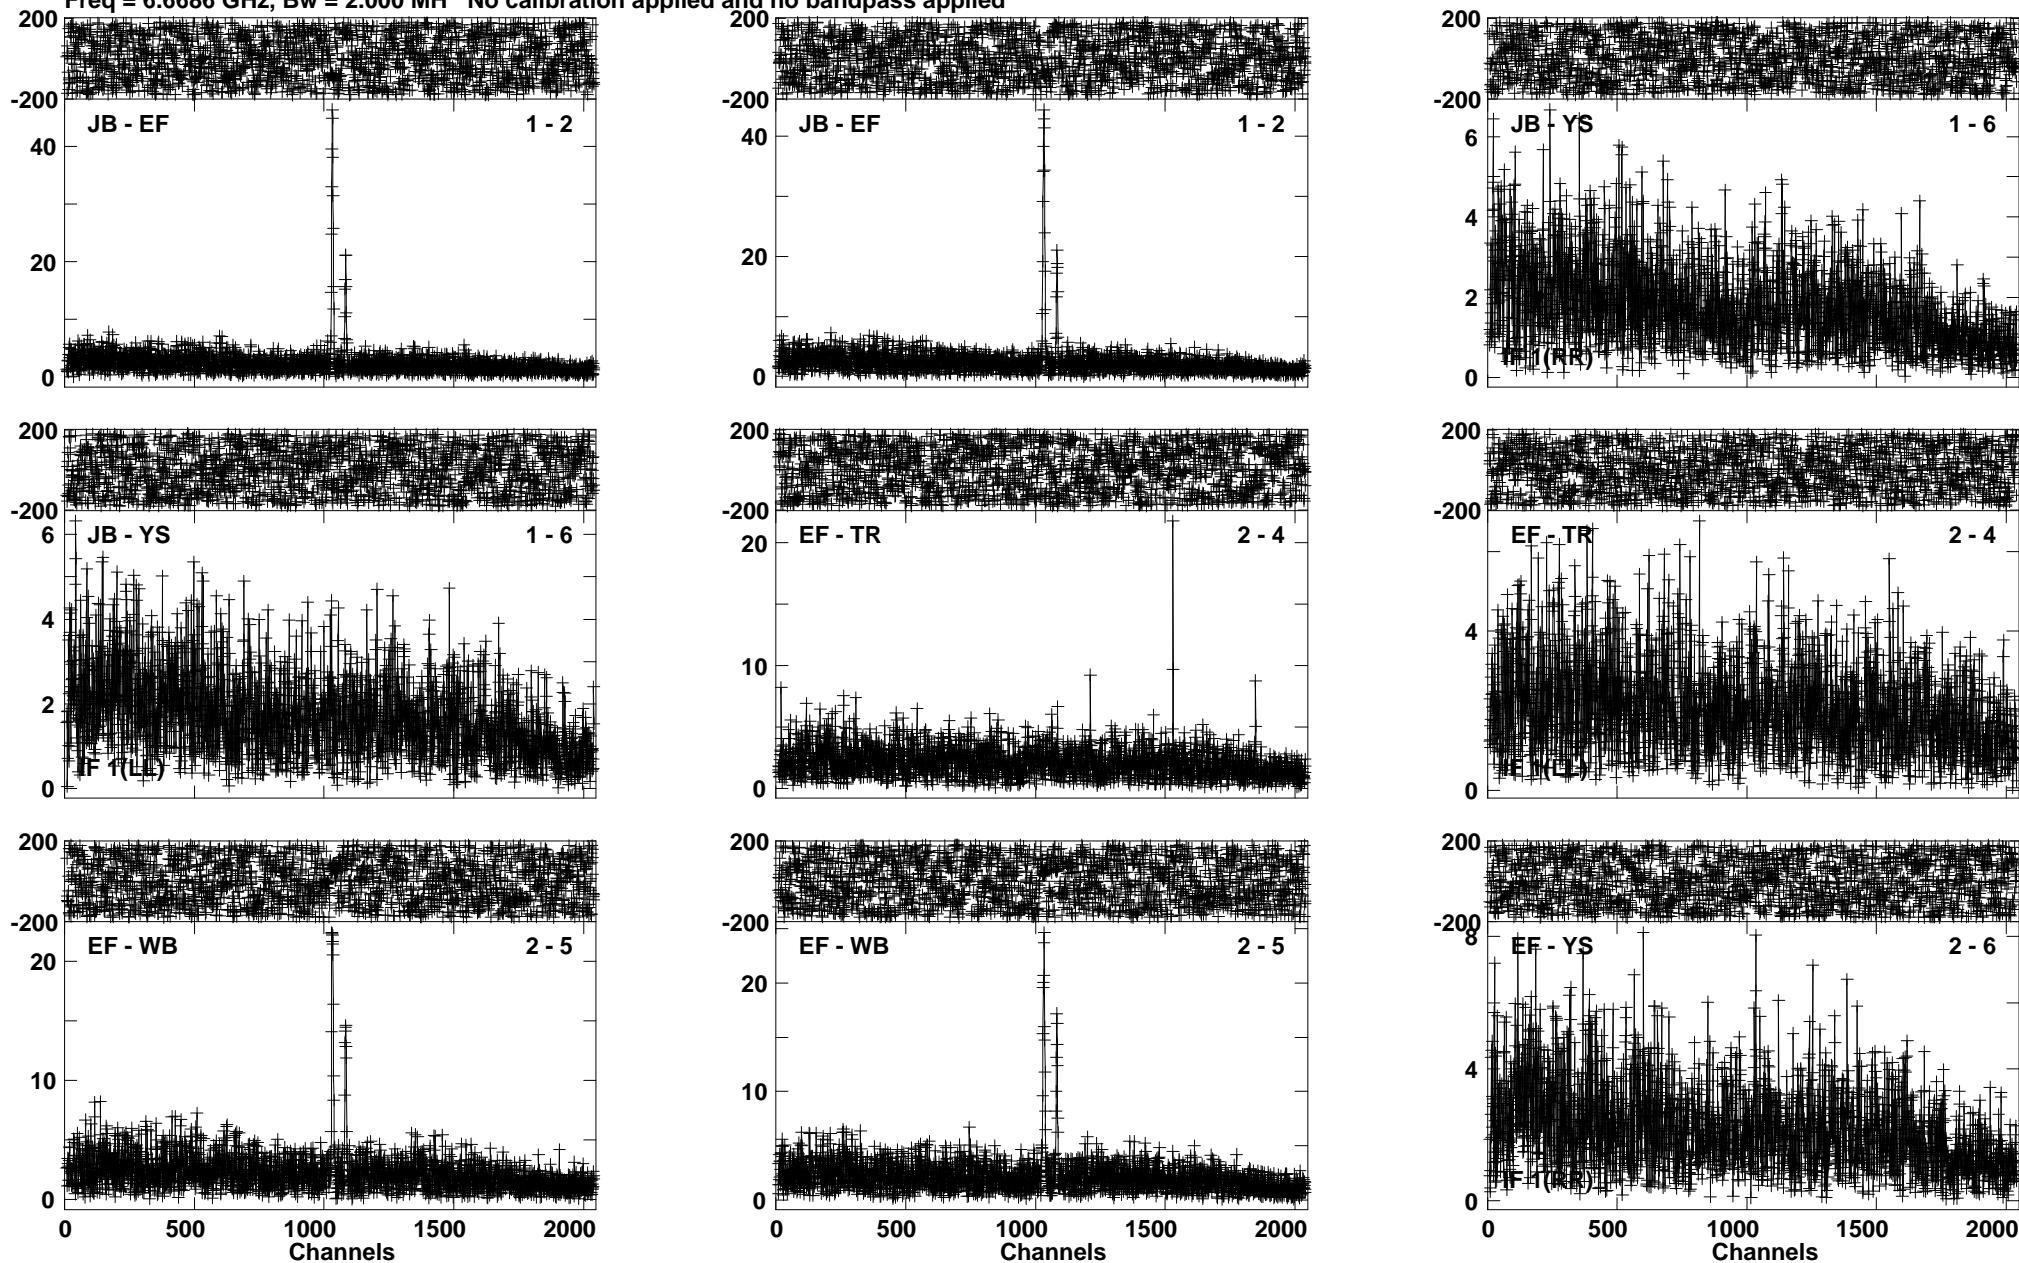 Freq = 6.6686 GHz, Bw = 2.000 MH No calibration applied and no bandpass applied
200 200 200
-200 -200 -200
JB - EF 1 - 2 JB - EF 1 - 2 JB - YS 1 - 6
6
40 40
4
20 20
2
IF 1(RR)
0 0 0
200 200 200
-200 -200 -200
JB - YS 1 - 6 EF - TR 2 - 4 EF - TR 2 - 4
6 20
4 4
10
2
IF 1(LL) IF 1(LL)
0 0 0
200 200 200
-200 -200 -200
EF - WB 2 - 5 EF - WB 2 - 5 EF - YS 2 - 6
8
20 20
4
10 10
IF 1(RR)
0 0 0
0 500 1000 1500 2000 0 500 1000 1500 2000 0 500 1000 1500 2000
Channels Channels Channels